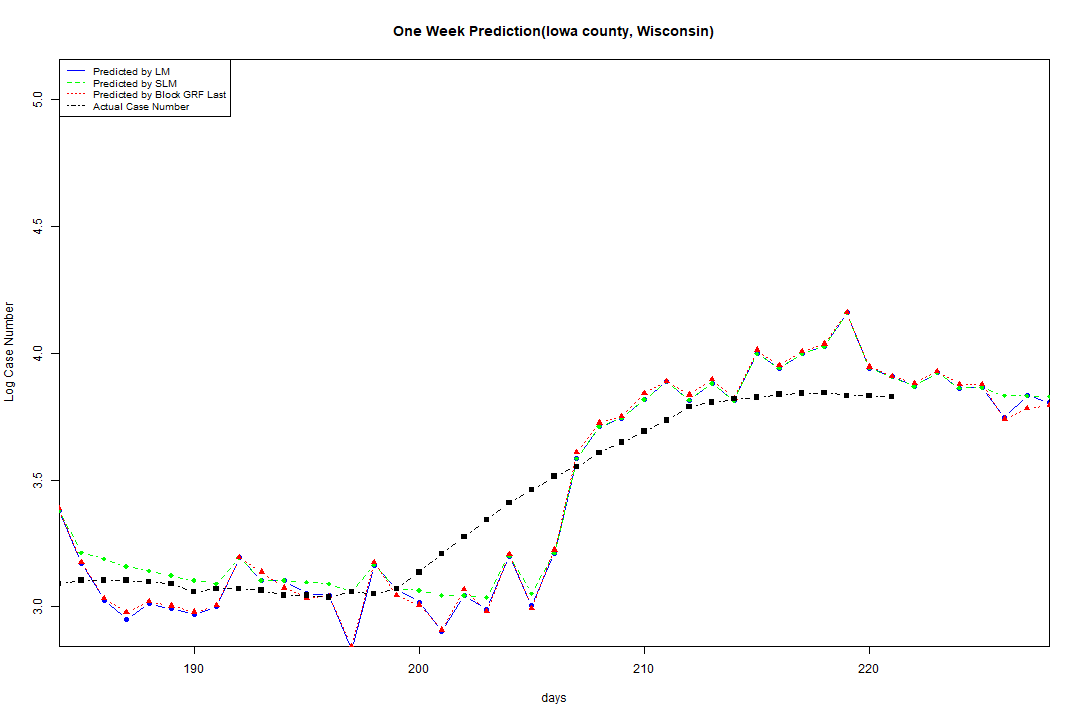 One Week Prediction(Iowa county, Wisconsin)
Predicted by LM
Predicted by SLM
Predicted by Block GRF Last
Actual Case Number
5.0
4.5
4.0
3.5
3.0
Log Case Number
190
200
210
220
days